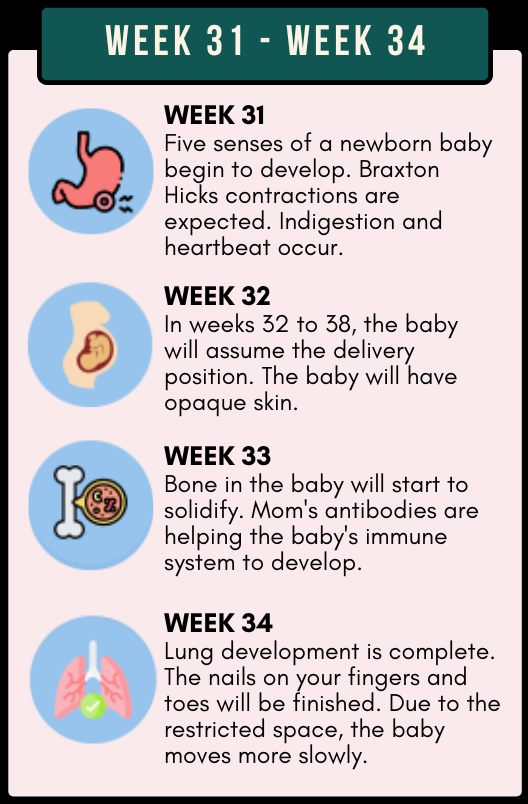 WEEK 31 - WEEK 34
WEEK 31
Five senses of a newborn baby
begin to develop. Braxton
Hicks contractions are
expected. Indigestion and
heartbeat occur.
WEEK 32
In weeks 32 to 38, the baby
will assume the delivery
position. The baby will have
opaque skin.
WEEK 33
Bone in the baby will start to
solidify. Mom's antibodies are
helping the baby's immune
system to develop.
WEEK 34
Lung development is complete.
The nails on your fingers and
toes will be finished. Due to the
restricted space, the baby
moves more slowly.